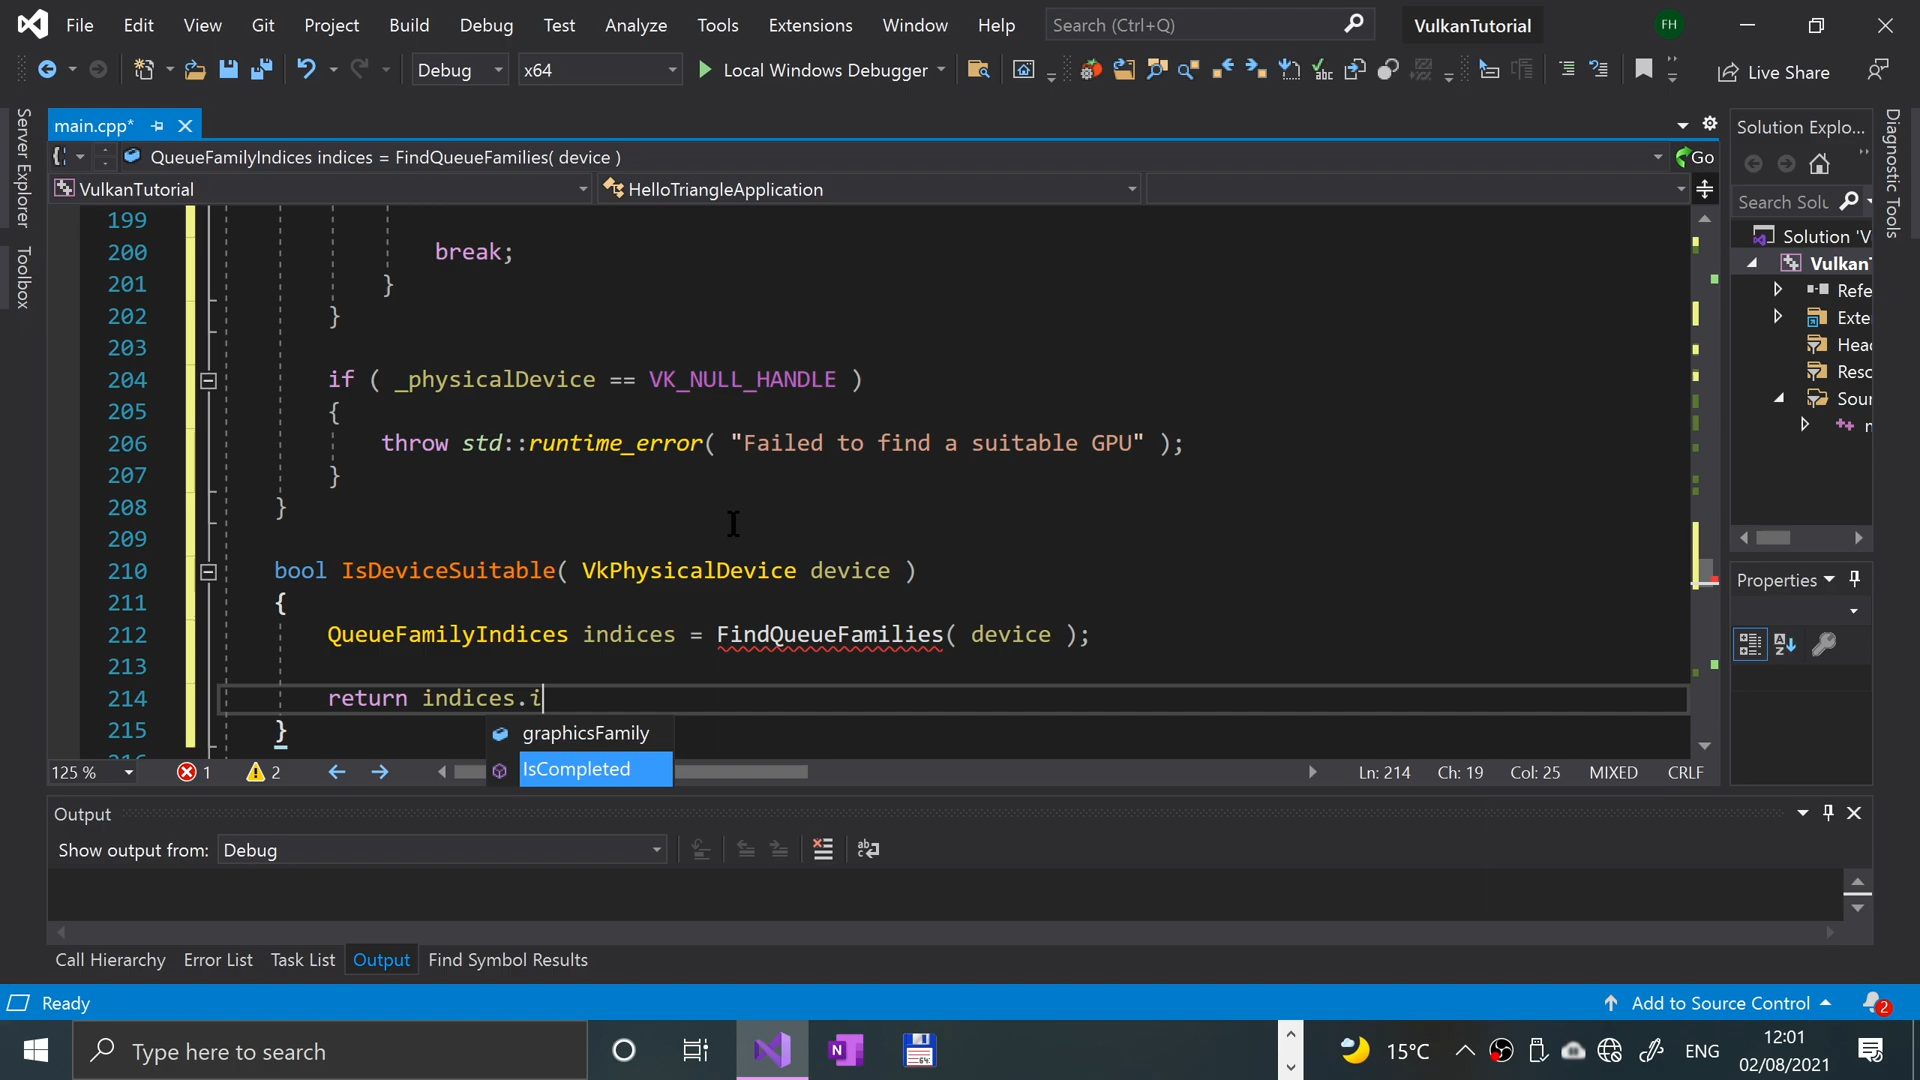 File Edit View Git Project Build Debug Test Analyze Tools Extensions Window Help Search (Ctrl+Q) VulkanTutorial FH
Debug x64 Local Windows Debugger Live Share
main.cpp*
QueueFamilyIndices indices = FindQueueFamilies( device ) Go
VulkanTutorial HelloTriangleApplication
199
200 break;
201 }
202 }
203
204 if ( _physicalDevice == VK_NULL_HANDLE )
205 {
206 throw std::runtime_error( "Failed to find a suitable GPU" );
207 }
208 }
209
210 bool IsDeviceSuitable( VkPhysicalDevice device )
211 {
212 QueueFamilyIndices indices = FindQueueFamilies( device );
213
214 return indices.i
215 }
graphicsFamily
IsCompleted
125 % 1 2 Ln: 214 Ch: 19 Col: 25 MIXED CRLF
Server Explorer
Toolbox
Solution Explo...
Search Solu
Solution 'V
Vulkan
Refe
Exte
Head
Reso
Sour
Properties
Diagnostic Tools
Output
Show output from: Debug
Call Hierarchy Error List Task List Output Find Symbol Results
Ready Add to Source Control 2
Type here to search 15°C ENG 12:01
02/08/2021